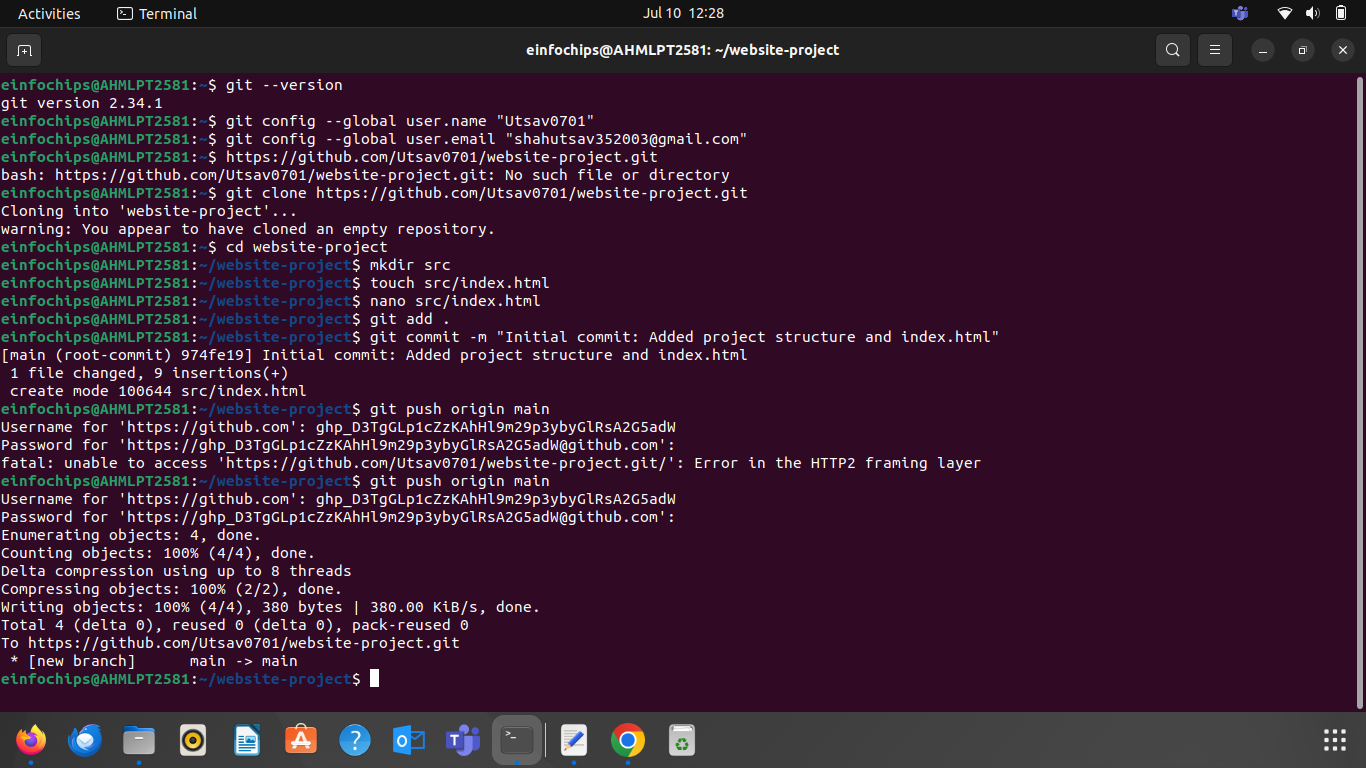 Activities
Terminal
Jul 10 12:28
einfochips@AHMLPT2581: ~/website-project
einfochips@AHMLPT2581:~$ git --version
git version 2.34.1
einfochips@AHMLPT2581:~$ git config --global user.name "Utsav0701"
einfochips@AHMLPT2581:~$ git config --global user.email "shahutsav352003@gmail.com"
einfochips@AHMLPT2581:~$ https://github.com/Utsav0701/website-project.git
bash: https://github.com/Utsav0701/website-project.git: No such file or directory
einfochips@AHMLPT2581:~$ git clone https://github.com/Utsav0701/website-project.git
Cloning into 'website-project'...
warning: You appear to have cloned an empty repository.
einfochips@AHMLPT2581:~$ cd website-project
einfochips@AHMLPT2581:~/website-project$ mkdir src
einfochips@AHMLPT2581:~/website-project$ touch src/index.html
einfochips@AHMLPT2581:~/website-project$ nano src/index.html
einfochips@AHMLPT2581:~/website-project$ git add .
einfochips@AHMLPT2581:~/website-project$ git commit -m "Initial commit: Added project structure and index.html"
[main (root-commit) 974fe19] Initial commit: Added project structure and index.html
 1 file changed, 9 insertions(+)
 create mode 100644 src/index.html
einfochips@AHMLPT2581:~/website-project$ git push origin main
Username for 'https://github.com': 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
Password for 'https://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@github.com':
fatal: unable to access 'https://github.com/Utsav0701/website-project.git/': Error in the HTTP2 framing layer
einfochips@AHMLPT2581:~/website-project$ git push origin main
Username for 'https://github.com': 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
Password for 'https://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@github.com':
Enumerating objects: 4, done.
Counting objects: 100% (4/4), done.
Delta compression using up to 8 threads
Compressing objects: 100% (2/2), done.
Writing objects: 100% (4/4), 380 bytes | 380.00 KiB/s, done.
Total 4 (delta 0), reused 0 (delta 0), pack-reused 0
To https://github.com/Utsav0701/website-project.git
 * [new branch]      main -> main
einfochips@AHMLPT2581:~/website-project$